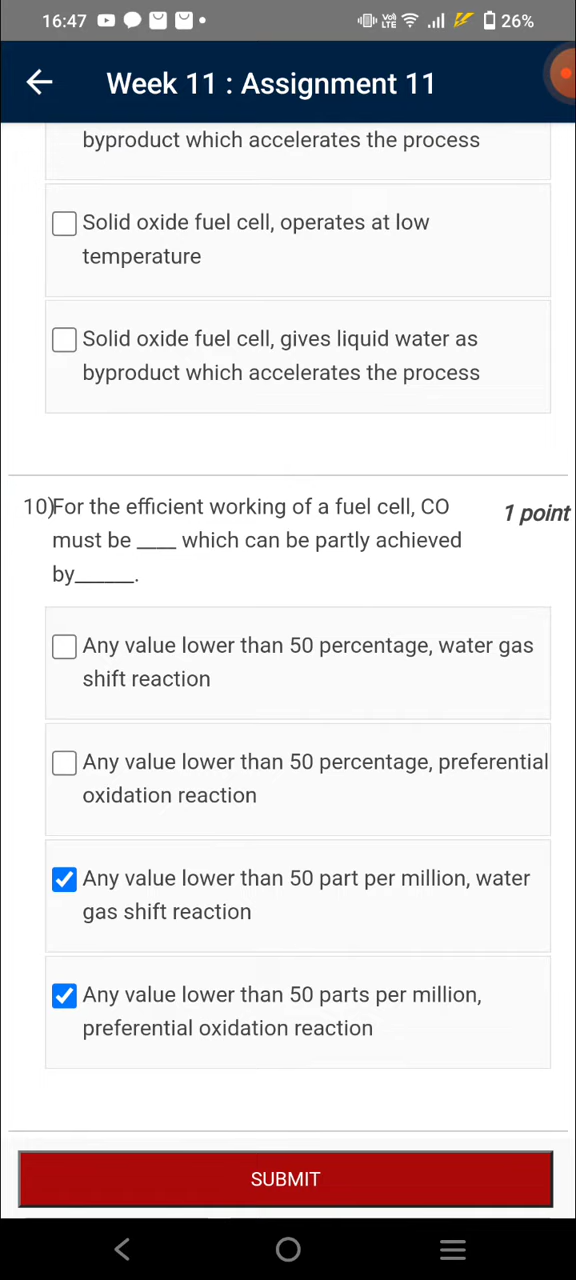 16:47
Vol)
LTE
26%
Week 11 : Assignment 11
byproduct which accelerates the process
Solid oxide fuel cell, operates at low
temperature
Solid oxide fuel cell, gives liquid water as
byproduct which accelerates the process
10)For the efficient working of a fuel cell, CO
1 point
must be ____ which can be partly achieved
by______.
Any value lower than 50 percentage, water gas
shift reaction
Any value lower than 50 percentage, preferential
oxidation reaction
Any value lower than 50 part per million, water
gas shift reaction
Any value lower than 50 parts per million,
preferential oxidation reaction
SUBMIT